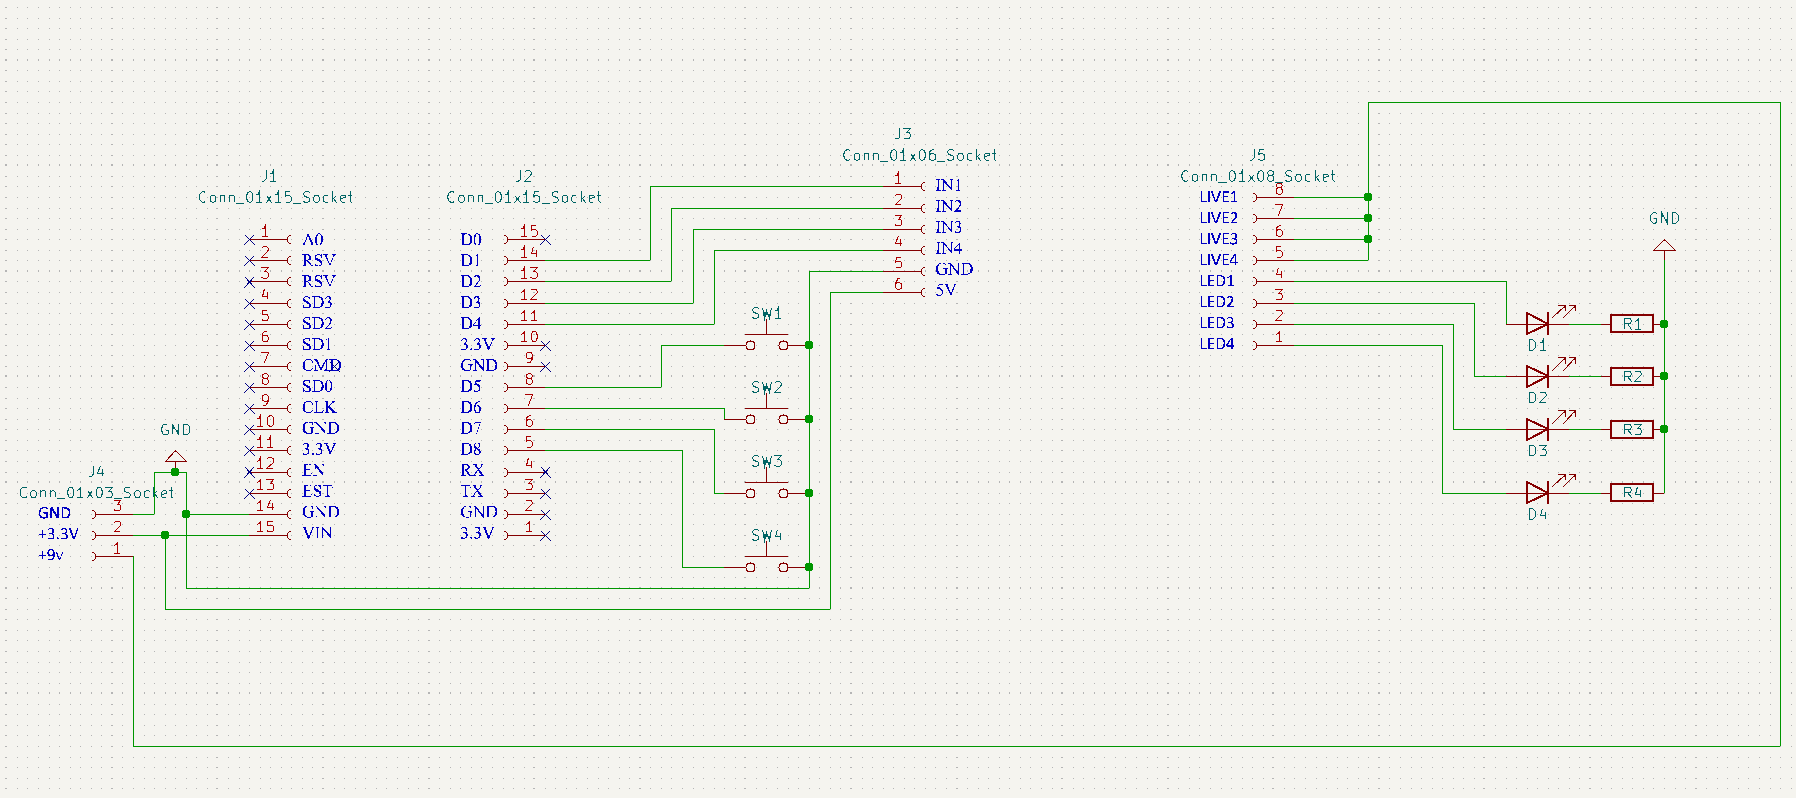 J1
Conn_01x15_Socket
1 A0
2 RSV
3 RSV
4 SD3
5 SD2
6 SD1
7 CMD
8 SD0
9 CLK
10 GND
11 3.3V
12 EN
13 EST
14 GND
15 VIN
GND
J4
Conn_01x03_Socket
GND 3
+3.3V 2
+9v 1
J2
Conn_01x15_Socket
D0 15
D1 14
D2 13
D3 12
D4 11
3.3V 10
GND 9
D5 8
D6 7
D7 6
D8 5
RX 4
TX 3
GND 2
3.3V 1
SW1
SW2
SW3
SW4
J3
Conn_01x06_Socket
1 IN1
2 IN2
3 IN3
4 IN4
5 GND
6 5V
J5
Conn_01x08_Socket
LIVE1 8
LIVE2 7
LIVE3 6
LIVE4 5
LED1 4
LED2 3
LED3 2
LED4 1
GND
R1
D1
R2
D2
R3
D3
R4
D4